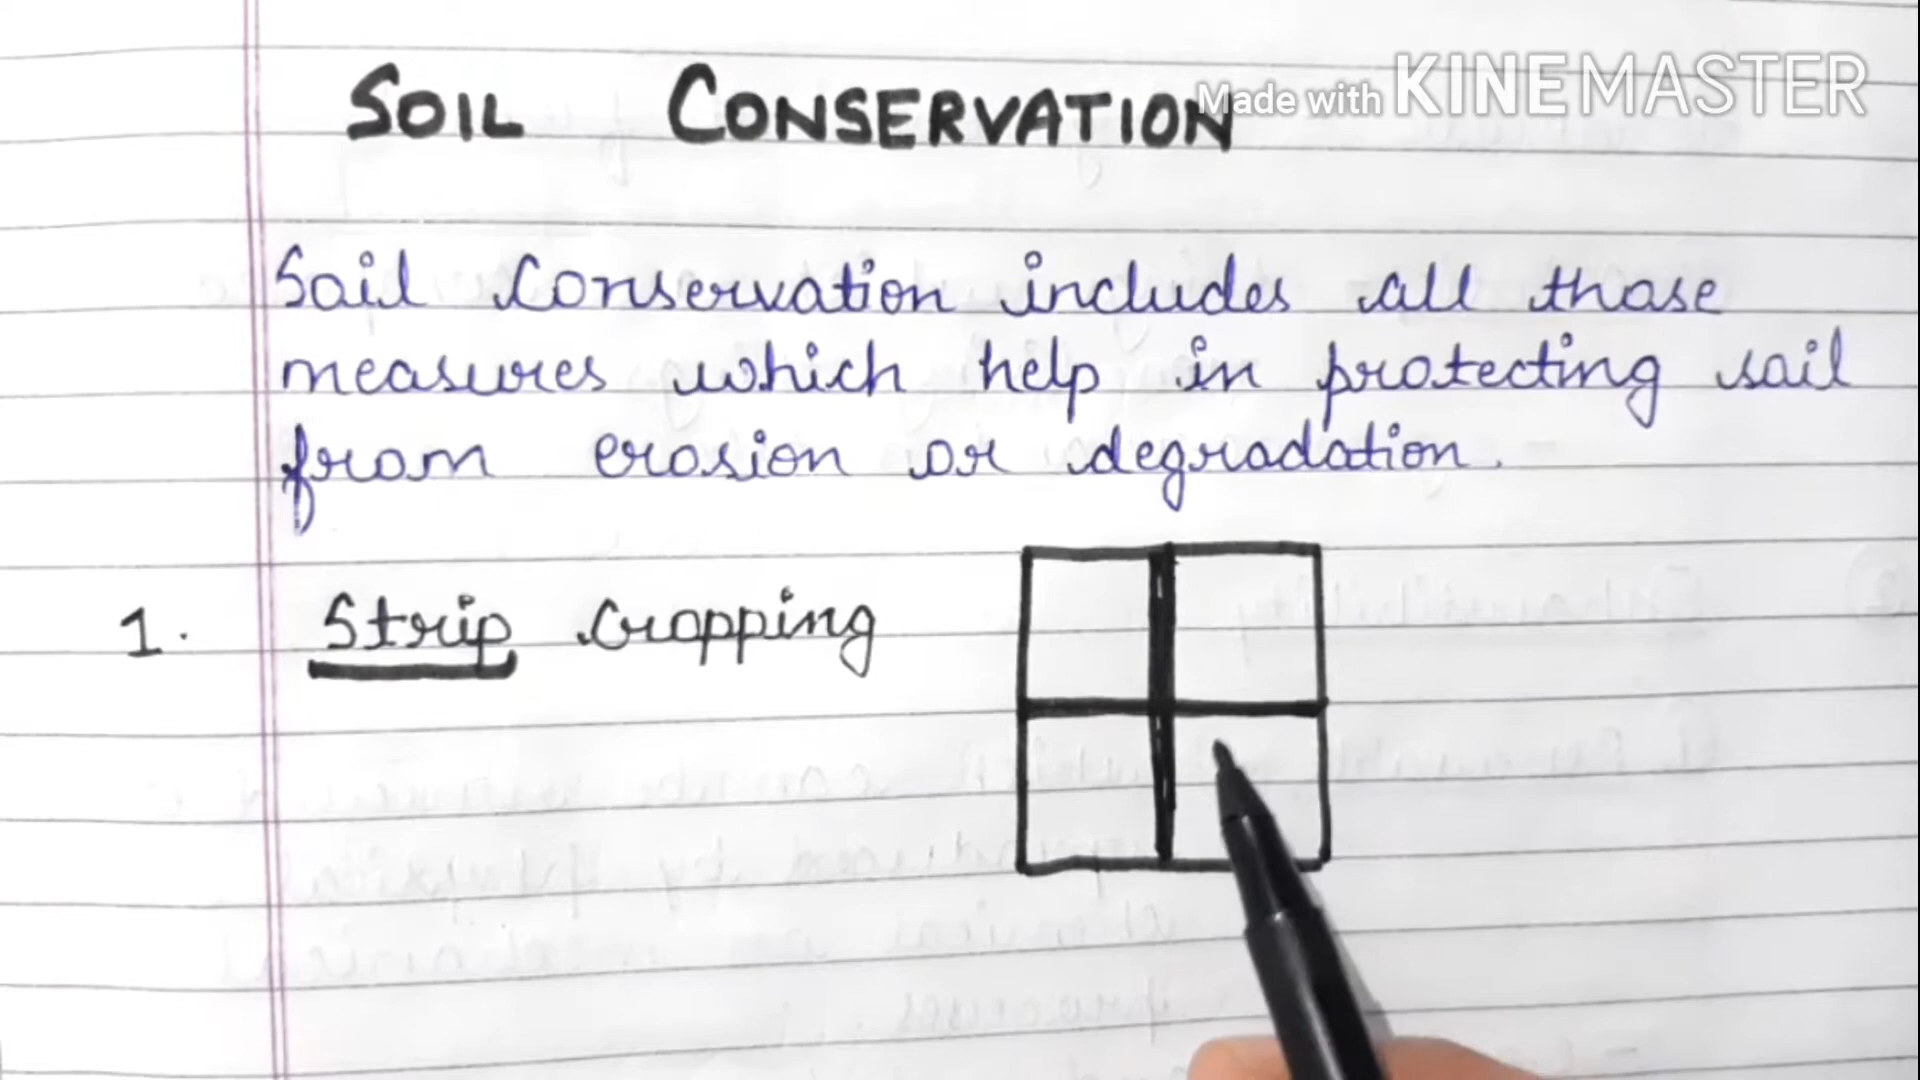 SOIL CONSERVATION
Made with KINEMASTER
Soil conservation includes all those
measures which help in protecting soil
from erosion or degradation.
1. Strip cropping